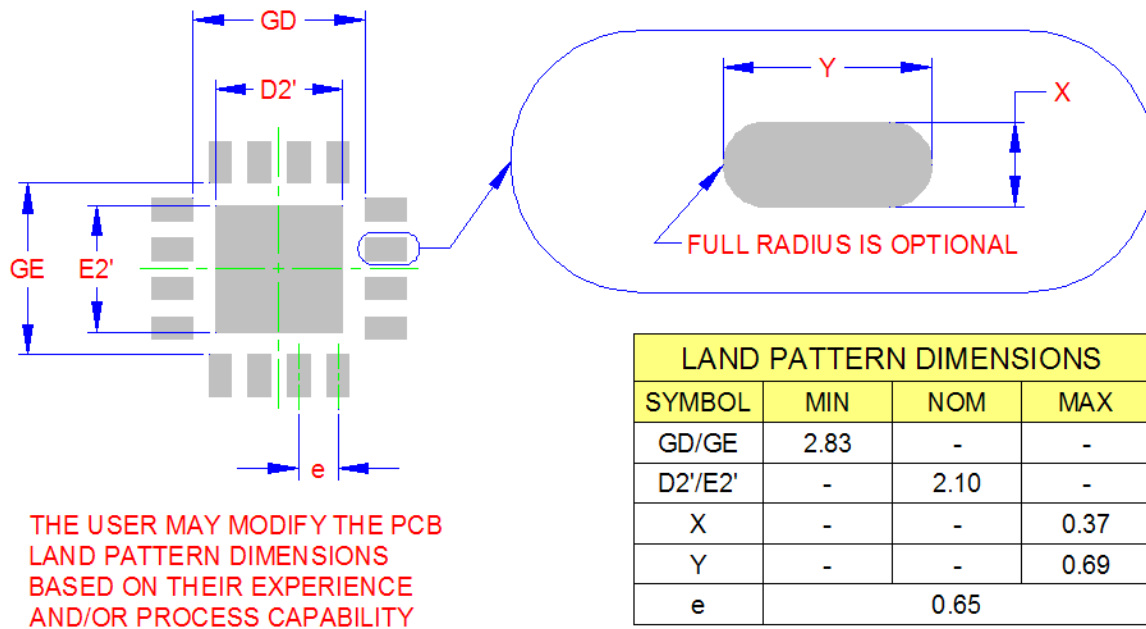 GD
D2'
GE
E2'
e
Y
X
FULL RADIUS IS OPTIONAL
THE USER MAY MODIFY THE PCB
LAND PATTERN DIMENSIONS
BASED ON THEIR EXPERIENCE
AND/OR PROCESS CAPABILITY
LAND PATTERN DIMENSIONS
SYMBOL MIN NOM MAX
GD/GE 2.83 - -
D2'/E2' - 2.10 -
X - - 0.37
Y - - 0.69
e 0.65